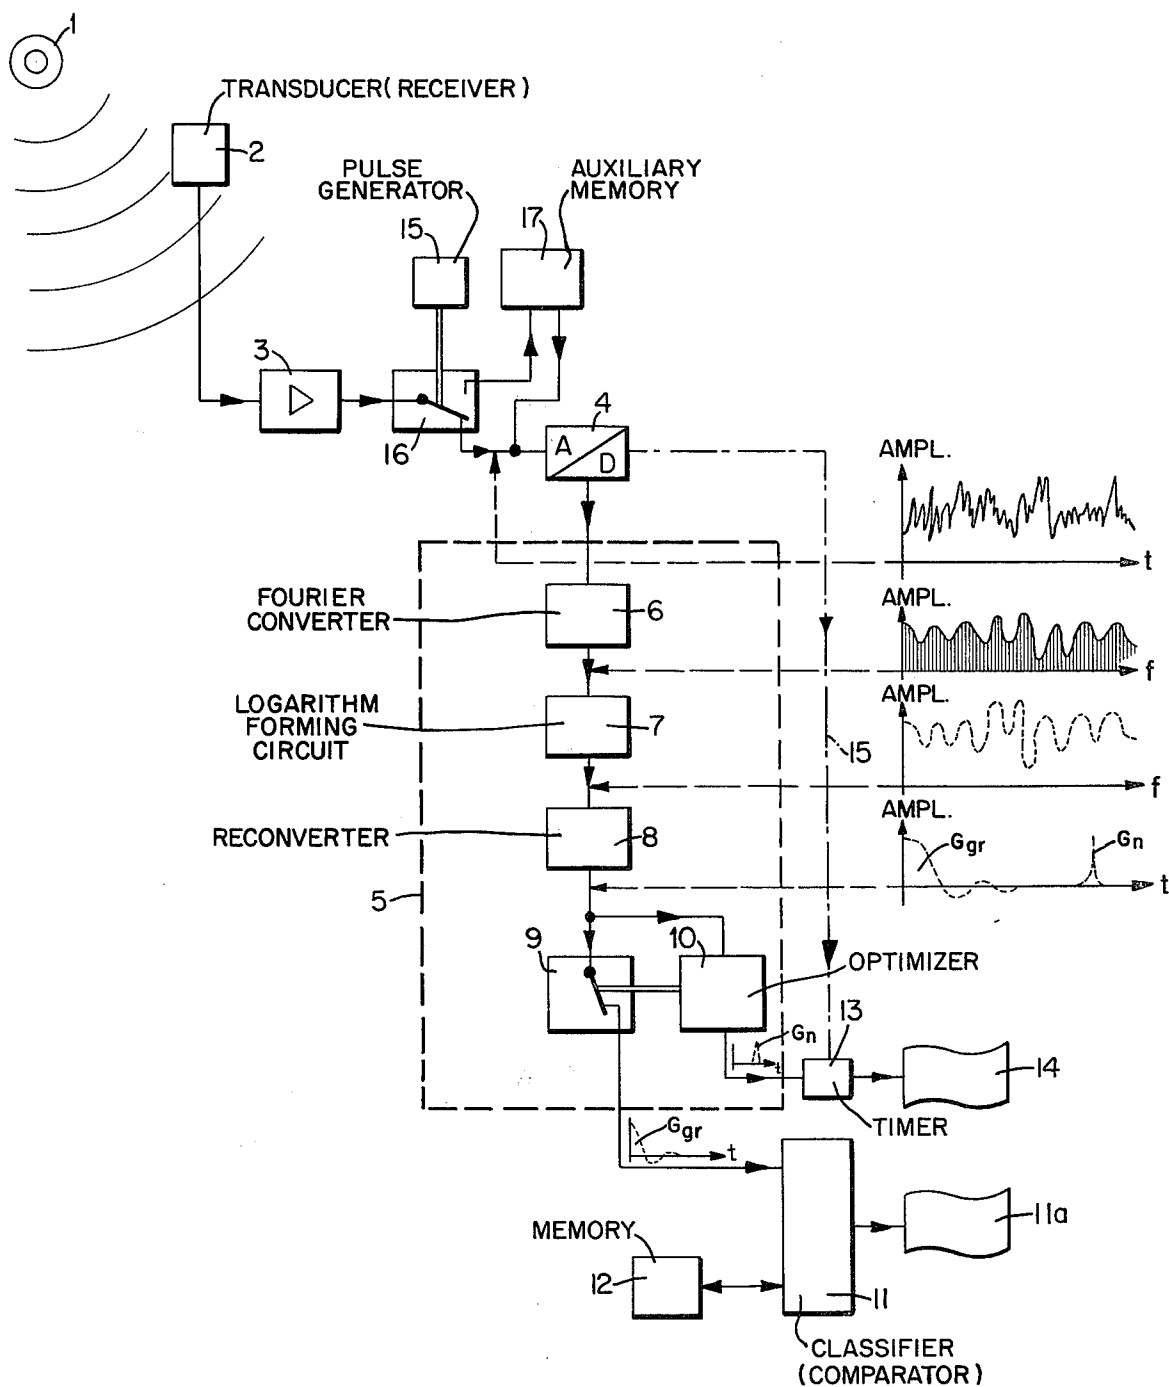 1
TRANSDUCER (RECEIVER)
2
PULSE
GENERATOR
AUXILIARY
MEMORY
15
17
3
16
4
A
D
AMPL.
t
FOURIER
CONVERTER
6
AMPL.
f
LOGARITHM
FORMING
CIRCUIT
7
AMPL.
15
f
RECONVERTER
8
AMPL.
Ggr
Gn
t
5
9
10
OPTIMIZER
Gn
t
13
14
TIMER
Ggr
t
11a
MEMORY
12
11
CLASSIFIER
(COMPARATOR)